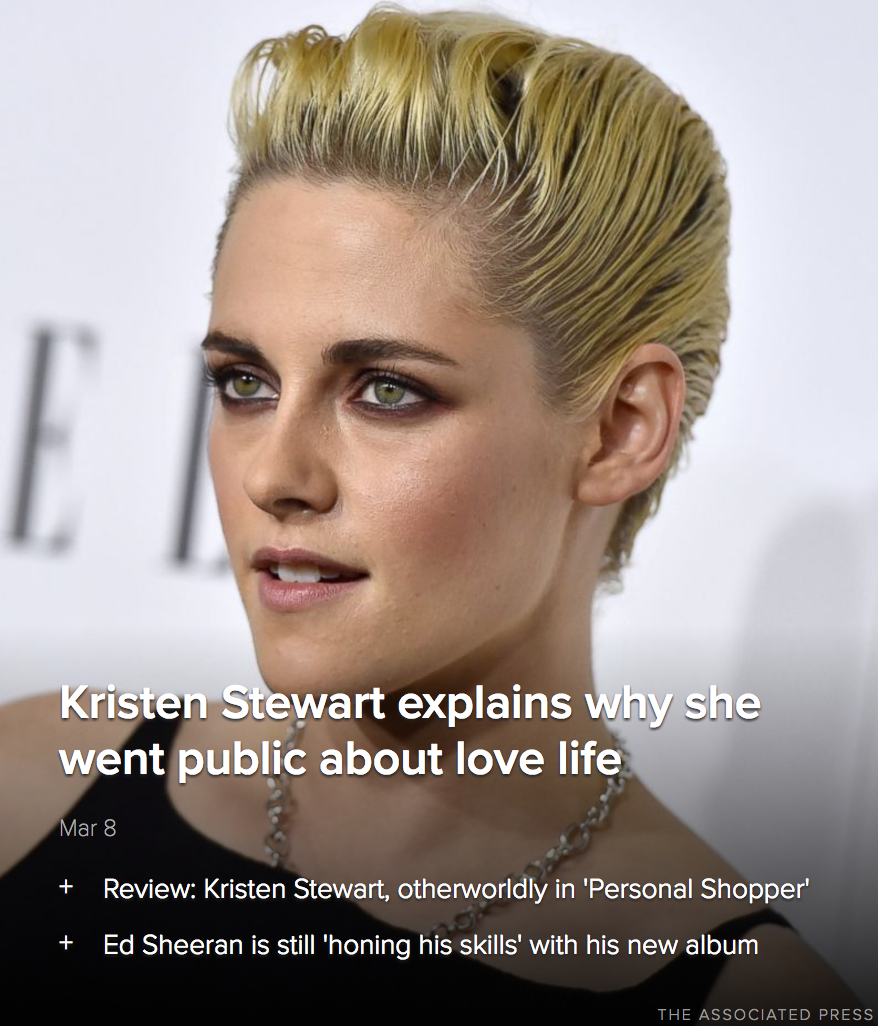 E L
Kristen Stewart explains why she
went public about love life
Mar 8
+ Review: Kristen Stewart, otherworldly in 'Personal Shopper'
+ Ed Sheeran is still 'honing his skills' with his new album
THE ASSOCIATED PRESS